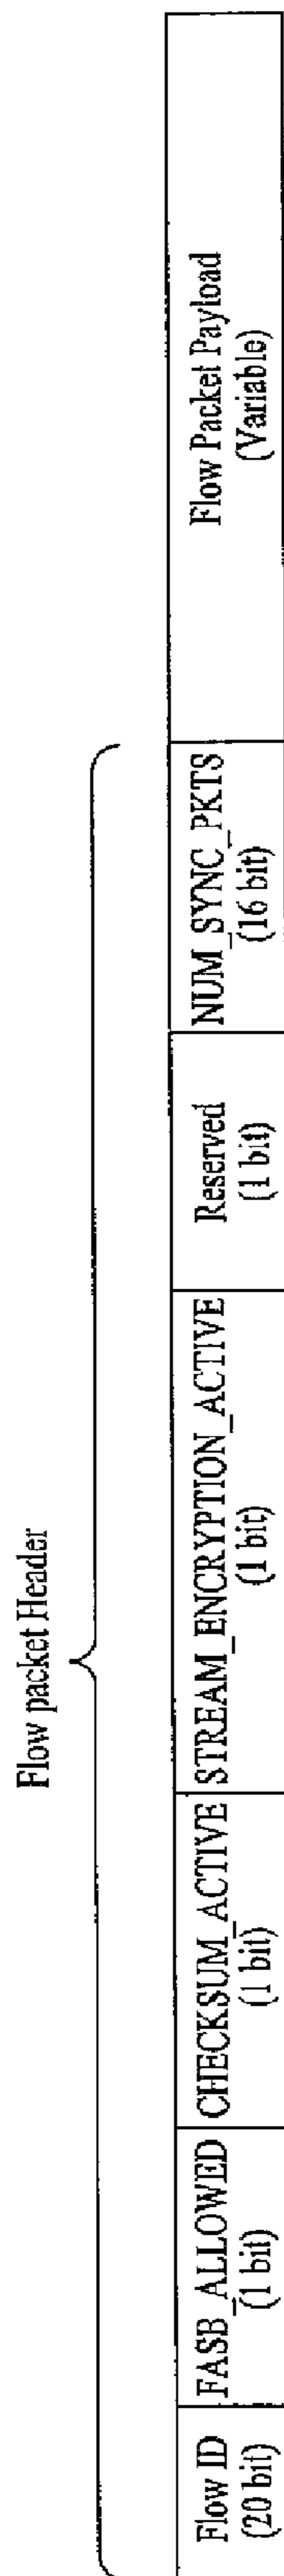 Flow packet Header
Flow ID
(20 bit)
FASB_ALLOWED
(1 bit)
CHECKSUM_ACTIVE
(1 bit)
STREAM_ENCRYPTION_ACTIVE
(1 bit)
Reserved
(1 bit)
NUM_SYNC_PKTS
(16 bit)
Flow Packet Payload
(Variable)